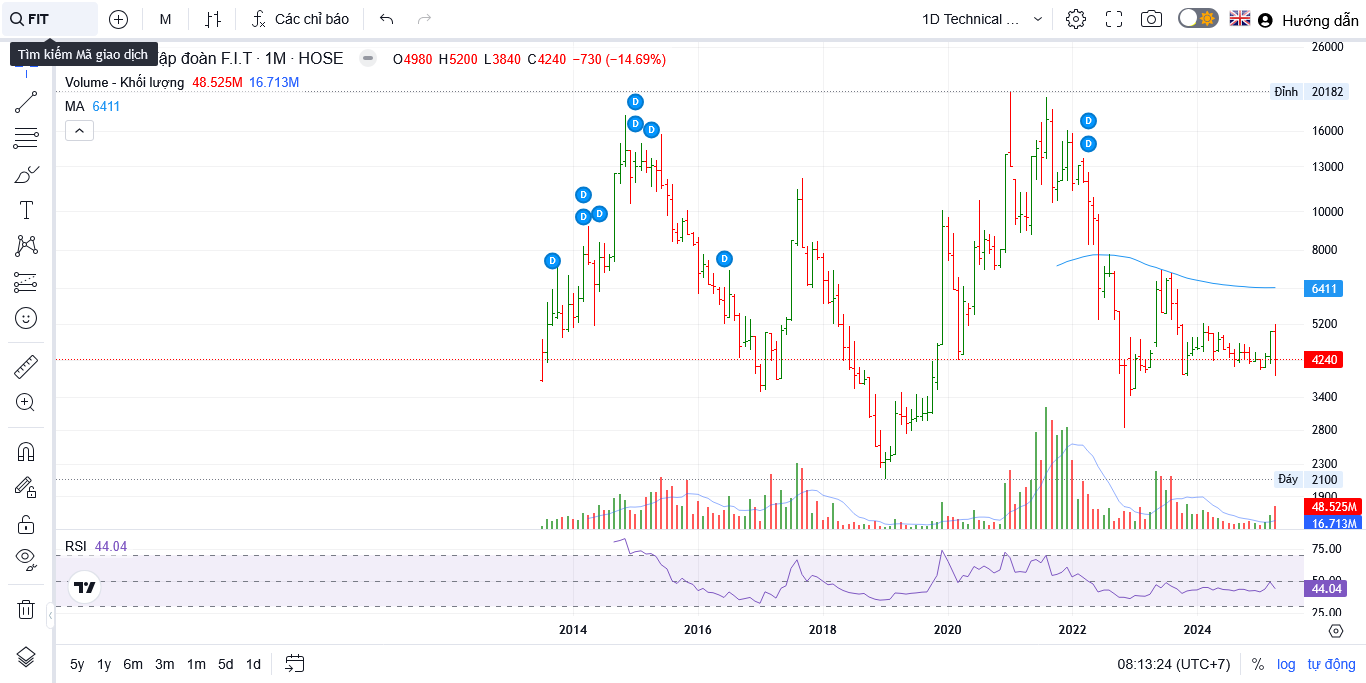 FIT M Các chỉ báo 1D Technical ... Hướng dẫn
Tìm kiếm Mã giao dịch
ập đoàn F.I.T · 1M · HOSE O4980 H5200 L3840 C4240 −730 (−14.69%)
Volume - Khối lượng 48.525M 16.713M
MA 6411
26000
Đỉnh 20182
D
D D
16000
D
D
13000
D
D D
10000
8000
D
D
6411
5200
4240
3400
2800
2300
Đáy 2100
1900
48.525M
16.713M
RSI 44.04
75.00
50.00
44.04
25.00
2014 2016 2018 2020 2022 2024
5y 1y 6m 3m 1m 5d 1d 08:13:24 (UTC+7) % log tự động